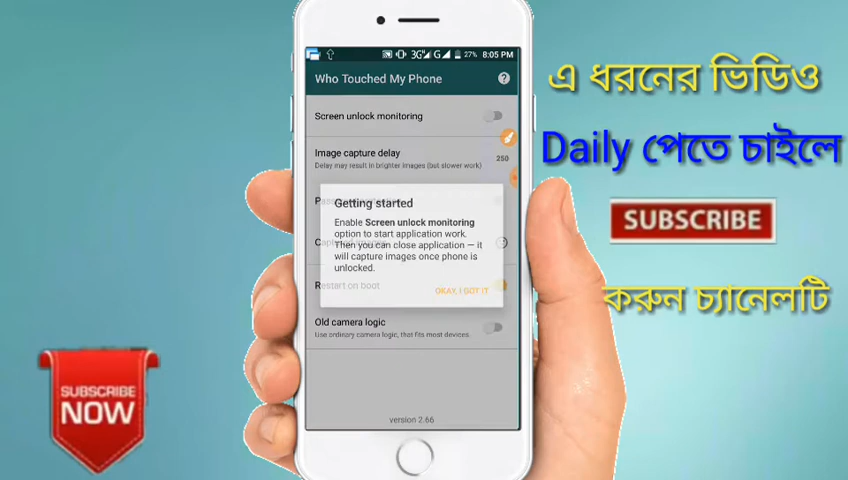 3G G 27% 8:05 PM
Who Touched My Phone
Screen unlock monitoring
Image capture delay
Delay may result in brighter images (but slower work)
250
Getting started
Enable Screen unlock monitoring
option to start application work.
Then you can close application — it
will capture images once phone is
unlocked.
OKAY, I GOT IT
Restart on boot
Old camera logic
Use ordinary camera logic, that fits most devices.
version 2.66
এ ধরনের ভিডিও
Daily পেতে চাইলে
SUBSCRIBE
করুন চ্যানেলটি
SUBSCRIBE
NOW